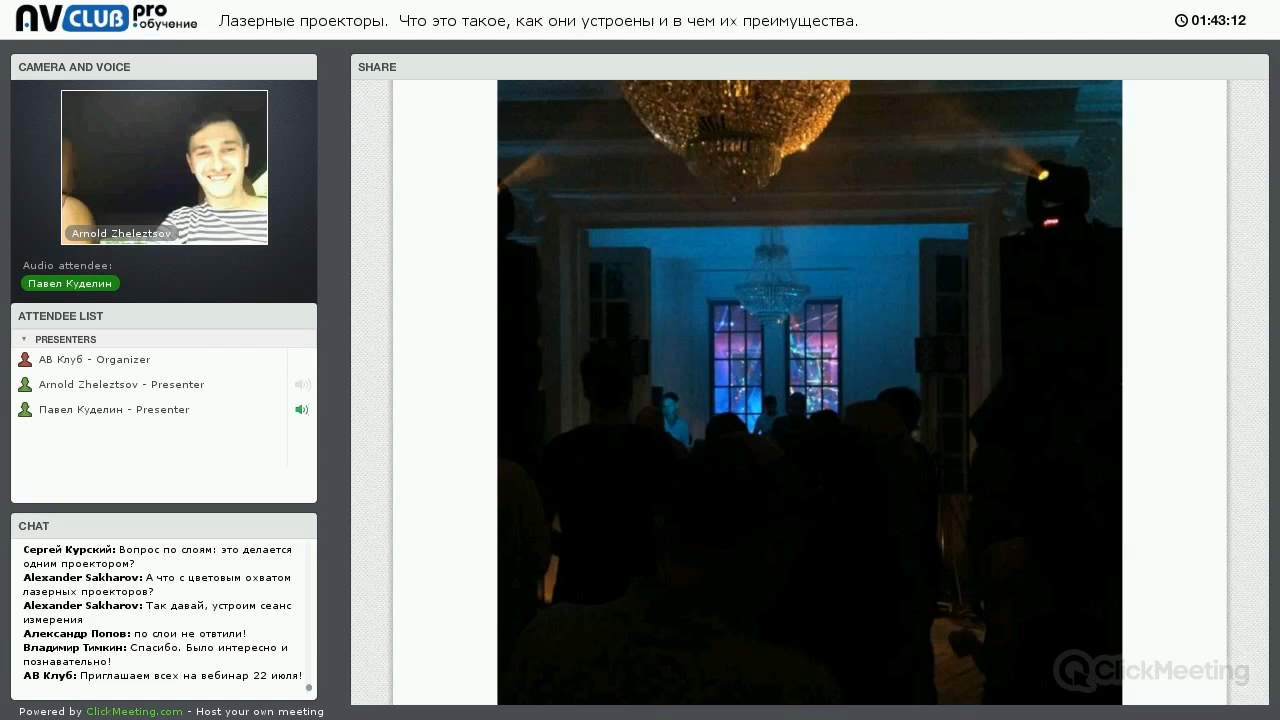 AVCLUB pro
:обучение
Лазерные проекторы. Что это такое, как они устроены и в чем их преимущества.
01:43:12
CAMERA AND VOICE
Arnold Zheleztsov
Audio attendee:
Павел Куделин
ATTENDEE LIST
PRESENTERS
АВ Клуб - Organizer
Arnold Zheleztsov - Presenter
Павел Куделин - Presenter
CHAT
Сергей Курский: Вопрос по слоям: это делается
одним проектором?
Alexander Sakharov: А что с цветовым охватом
лазерных проекторов?
Alexander Sakharov: Так давай, устроим сеанс
измерения
Александр: по слои не ответили!
Владимир: Спасибо. Было интересно и
познавательно!
АВ Клуб: Приглашаем всех на вебинар 22 июля!
Powered by ClickMeeting.com - Host your own meeting
SHARE
ClickMeeting